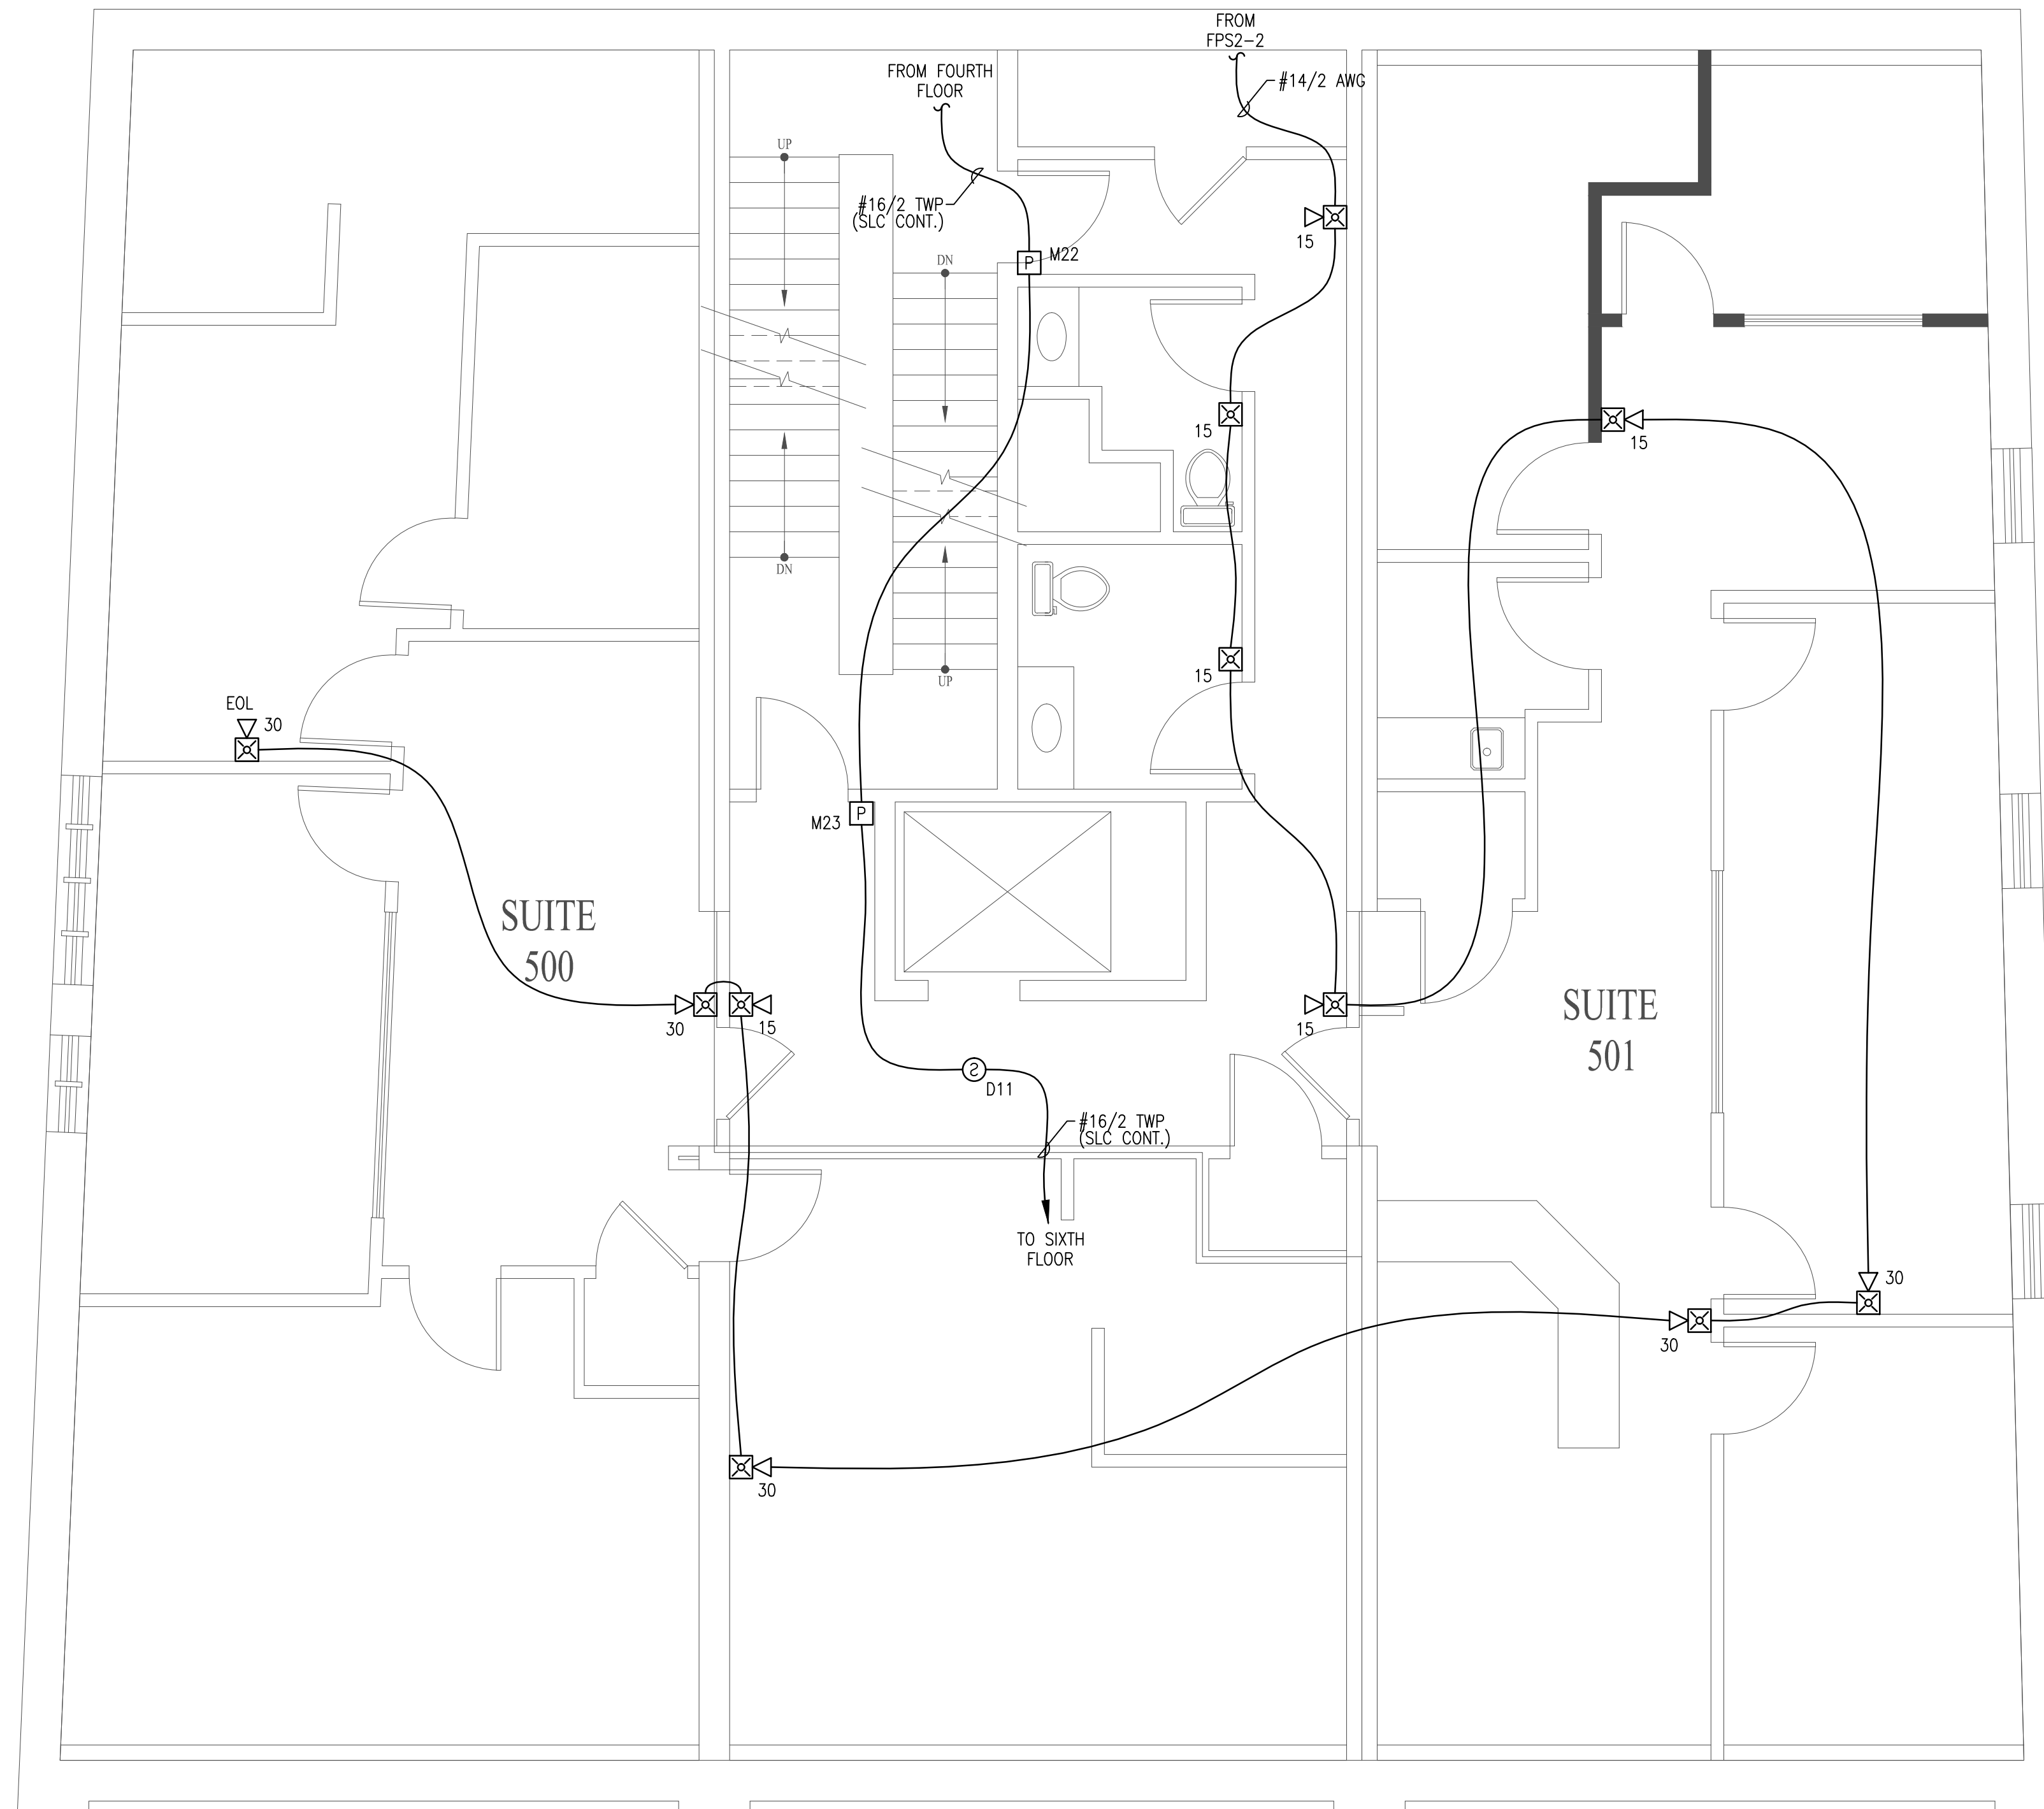 FROM
FPS2-2
#14/2 AWG
FROM FOURTH
FLOOR
UP
#16/2 TWP
(SLC CONT.)
15
M22
DN
P
15
15
DN
15
UP
EOL
30
P
M23
SUITE
500
SUITE
501
30
15
15
D11
#16/2 TWP
(SLC CONT.)
TO SIXTH
FLOOR
30
30
30